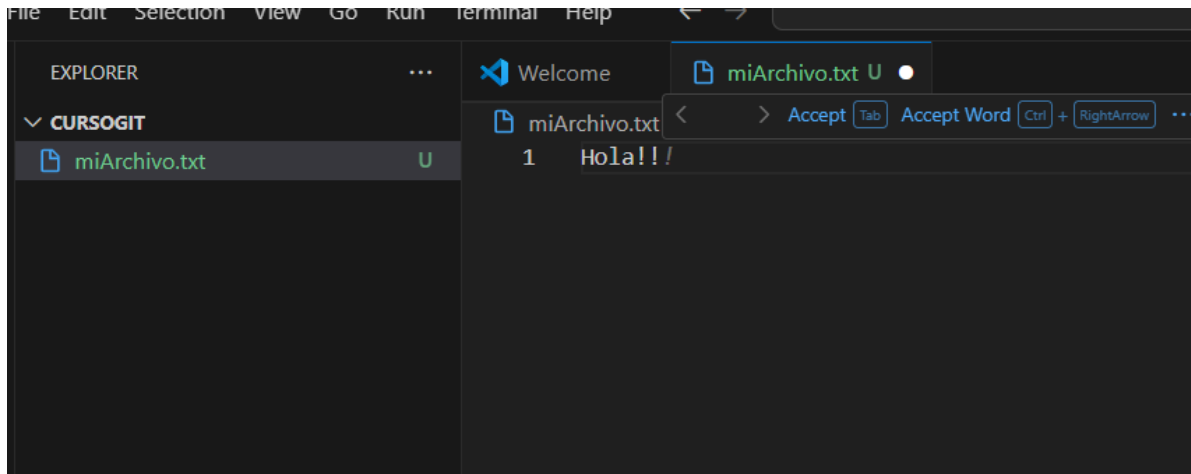 File Edit Selection View Go Run Terminal Help
EXPLORER ...
Welcome
miArchivo.txt U
CURSOGIT
miArchivo.txt
Accept Tab Accept Word Ctrl + RightArrow ...
miArchivo.txt U
1 Hola!!!